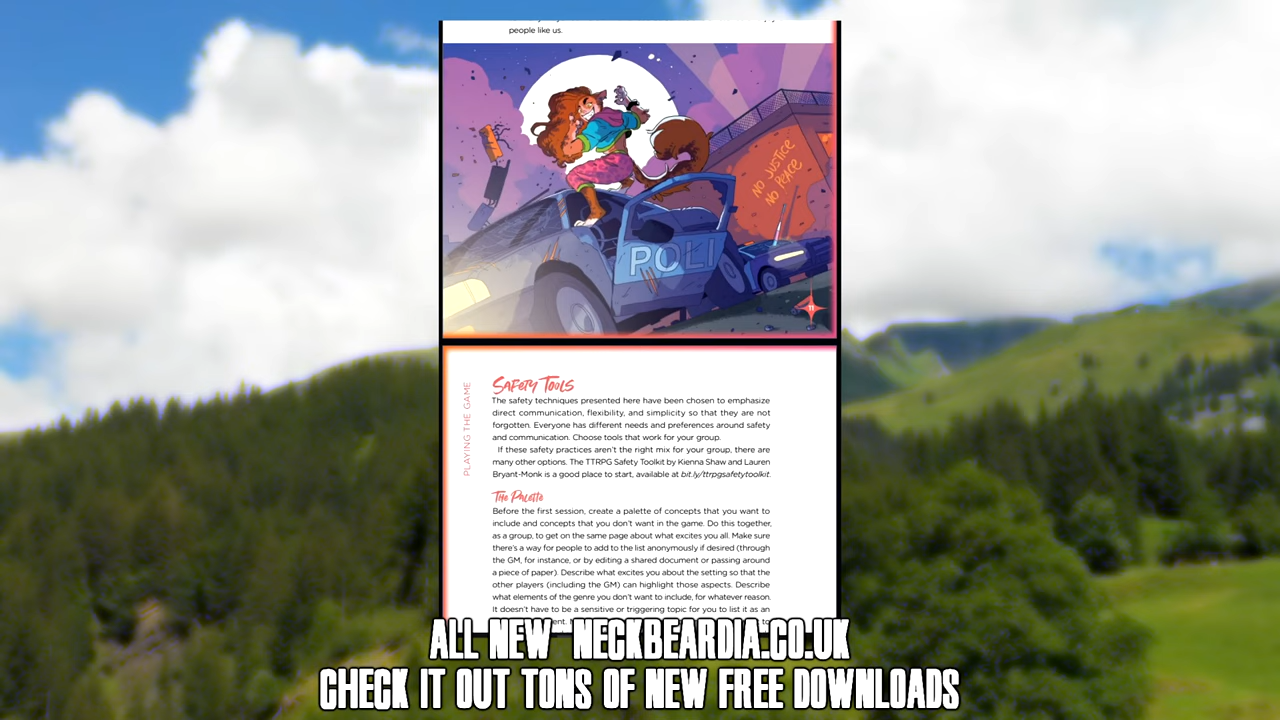 people like us.
NO JUSTICE
NO PEACE
POLI
11
PLAYING THE GAME
Safety Tools
The safety techniques presented here have been chosen to emphasize
direct communication, flexibility, and simplicity so that they are not
forgotten. Everyone has different needs and preferences around safety
and communication. Choose tools that work for your group.
If these safety practices aren't the right mix for your group, there are
many other options. The TTRPG Safety Toolkit by Kienna Shaw and Lauren
Bryant-Monk is a good place to start, available at bit.ly/ttrpgsafetytoolkit.
The Palette
Before the first session, create a palette of concepts that you want to
include and concepts that you don't want in the game. Do this together,
as a group, to get on the same page about what excites you all. Make sure
there's a way for people to add to the list anonymously if desired (through
the GM, for instance, or by editing a shared document or passing around
a piece of paper). Describe what excites you about the setting so that the
other players (including the GM) can highlight those aspects. Describe
what elements of the genre you don't want to include, for whatever reason.
It doesn't have to be a sensitive or triggering topic for you to list it as an
ALL NEW NECKBEARDIA.CO.UK
CHECK IT OUT TONS OF NEW FREE DOWNLOADS